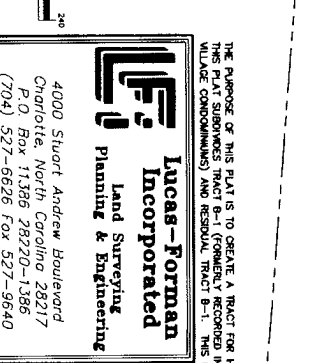 THE PURPOSE OF THIS PLAT IS TO CREATE A TRACT FOR
THIS PLAT SUBDIVIDES TRACT B-1 (FORMERLY RECORDED IN
VILLAGE CONDOMINIUMS) AND RESIDUAL TRACT B-1. THIS
Lucas-Forman
Incorporated
Land Surveying
Planning & Engineering
4000 Stuart Andrew Boulevard
Charlotte, North Carolina 28217
P.O. Box 11386 28220-1386
(704) 527-6626 Fax 527-9640
240